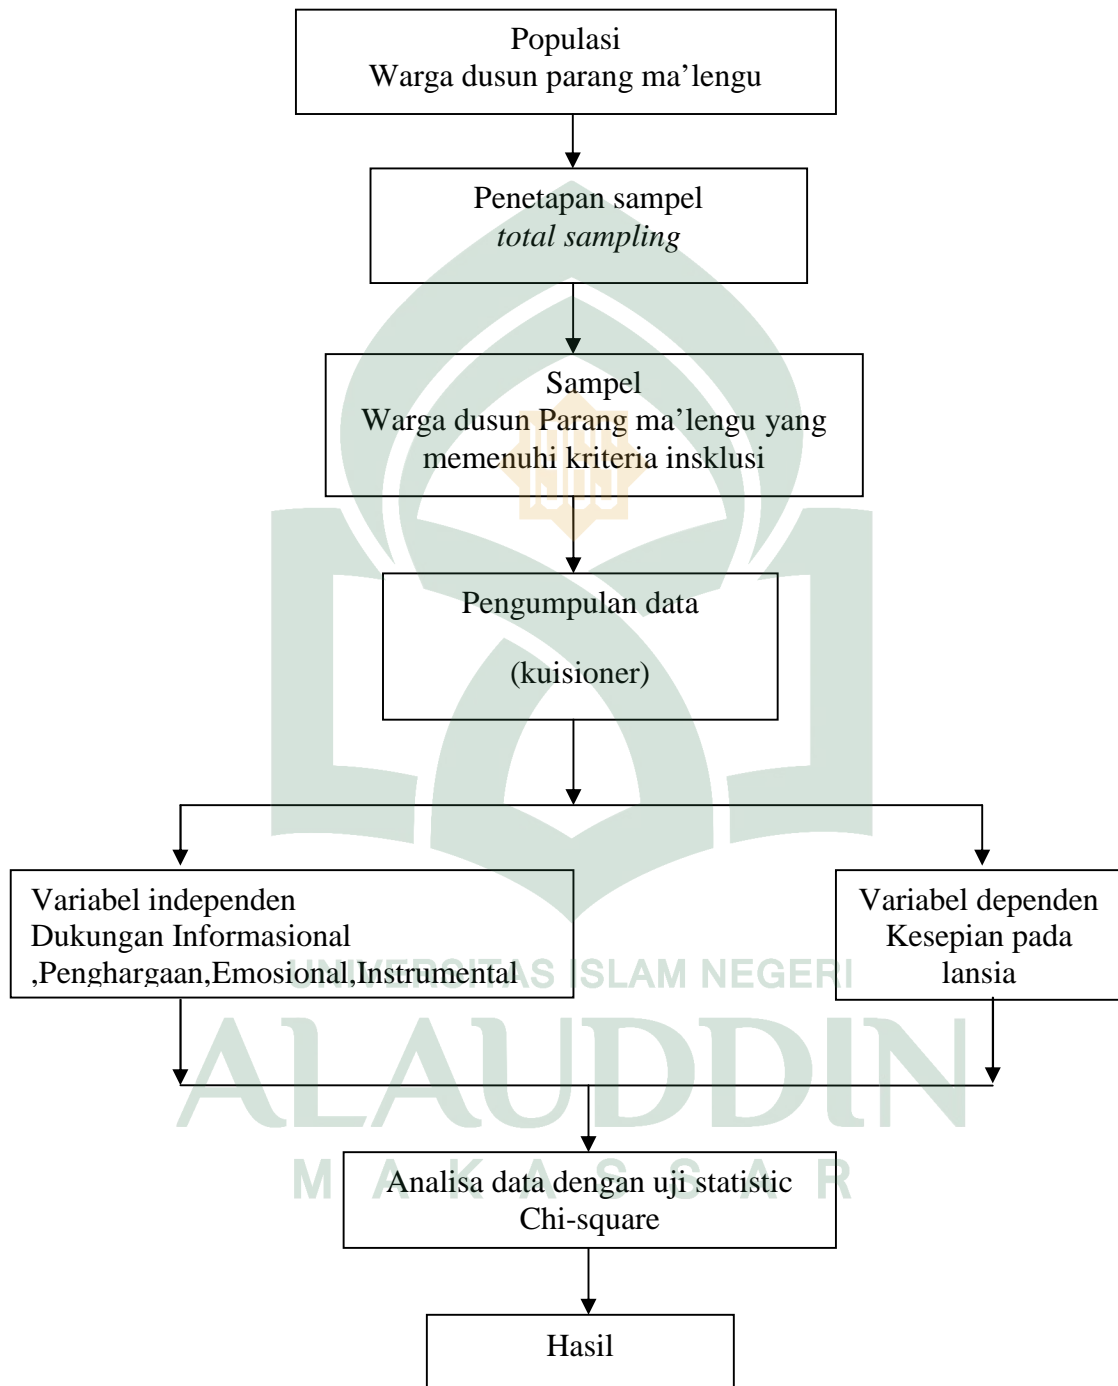 Populasi
Warga dusun parang ma’lengu
Penetapan sampel
total sampling
Sampel
Warga dusun Parang ma’lengu yang
memenuhi kriteria insklusi
Pengumpulan data
(kuisioner)
Variabel independen
Dukungan Informasional
,Penghargaan,Emosional,Instrumental
Variabel dependen
Kesepian pada
lansia
UNIVERSITAS ISLAM NEGERI
ALAUDDIN
MAKASSAR
Analisa data dengan uji statistic
Chi-square
Hasil